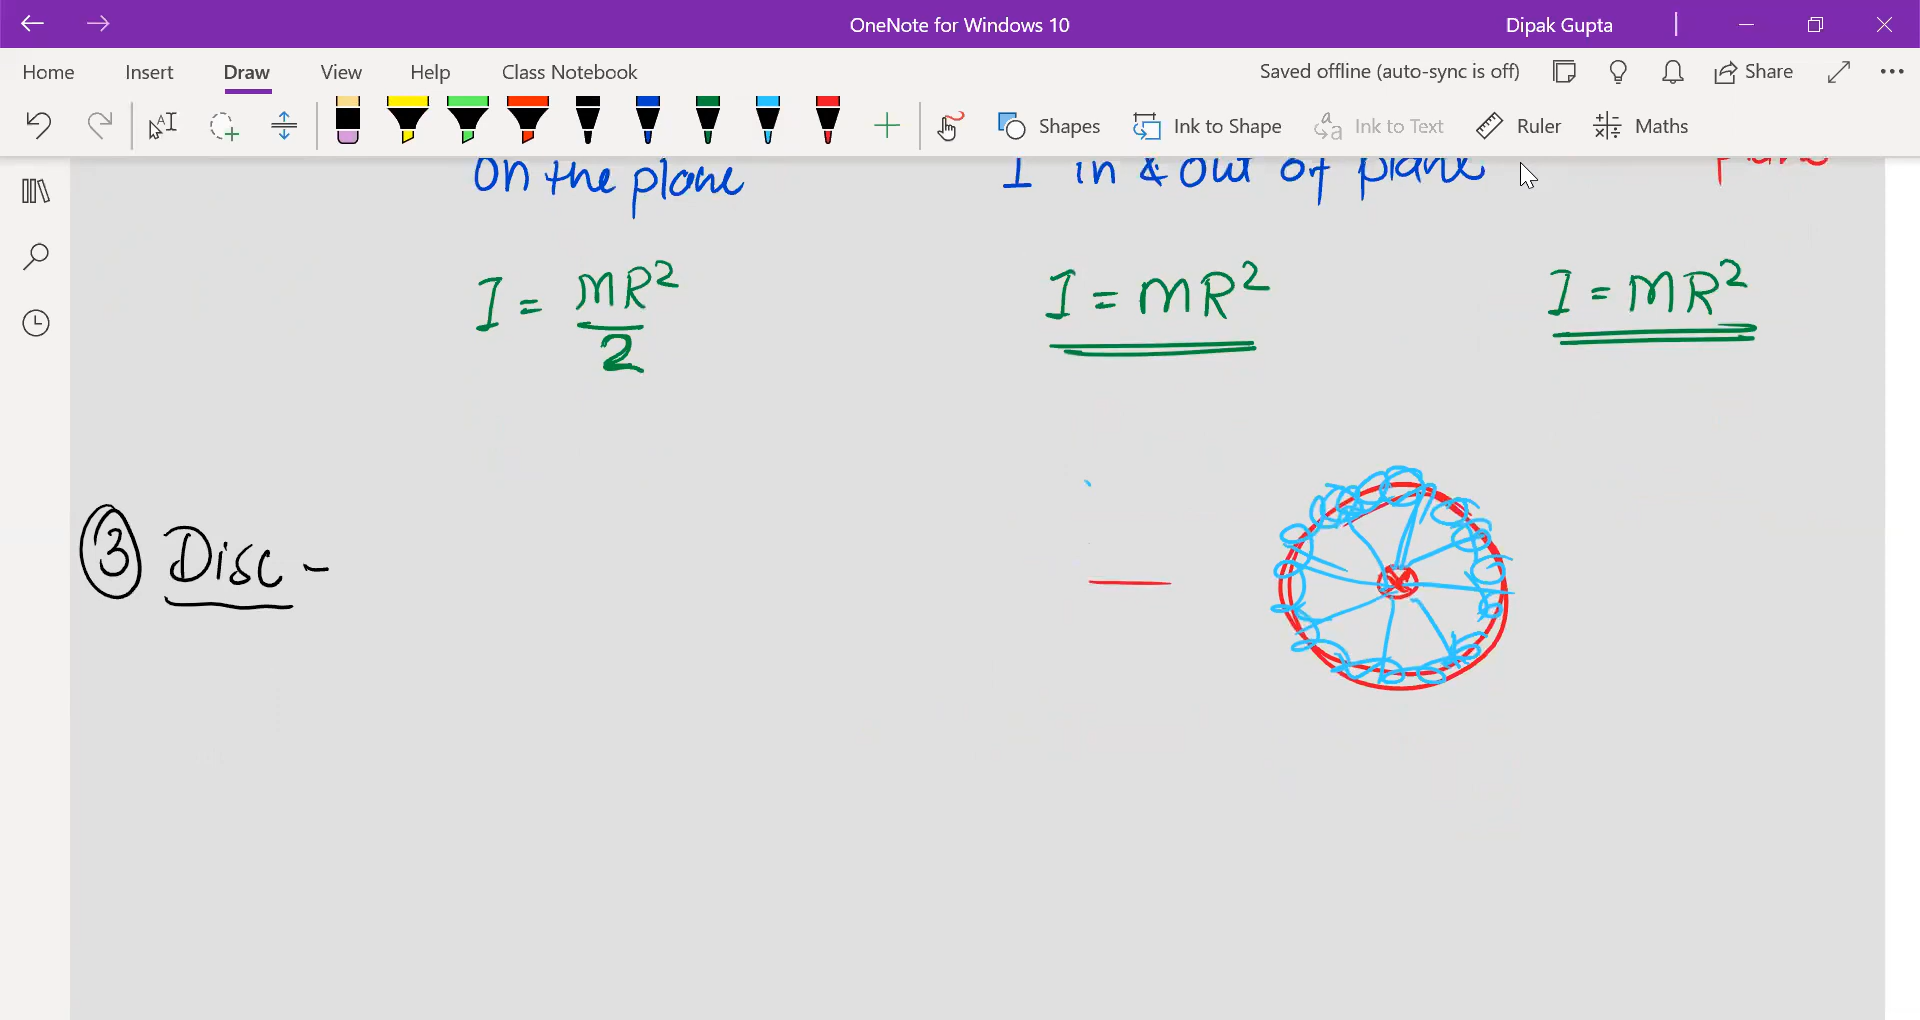 OneNote for Windows 10
Dipak Gupta
Home Insert Draw View Help Class Notebook
Saved offline (auto-sync is off) Share
Shapes Ink to Shape Ink to Text Ruler Maths
on the plane
I in & out of plane
plane
I = MR²/2
I = MR²
I = MR²
③ Disc -